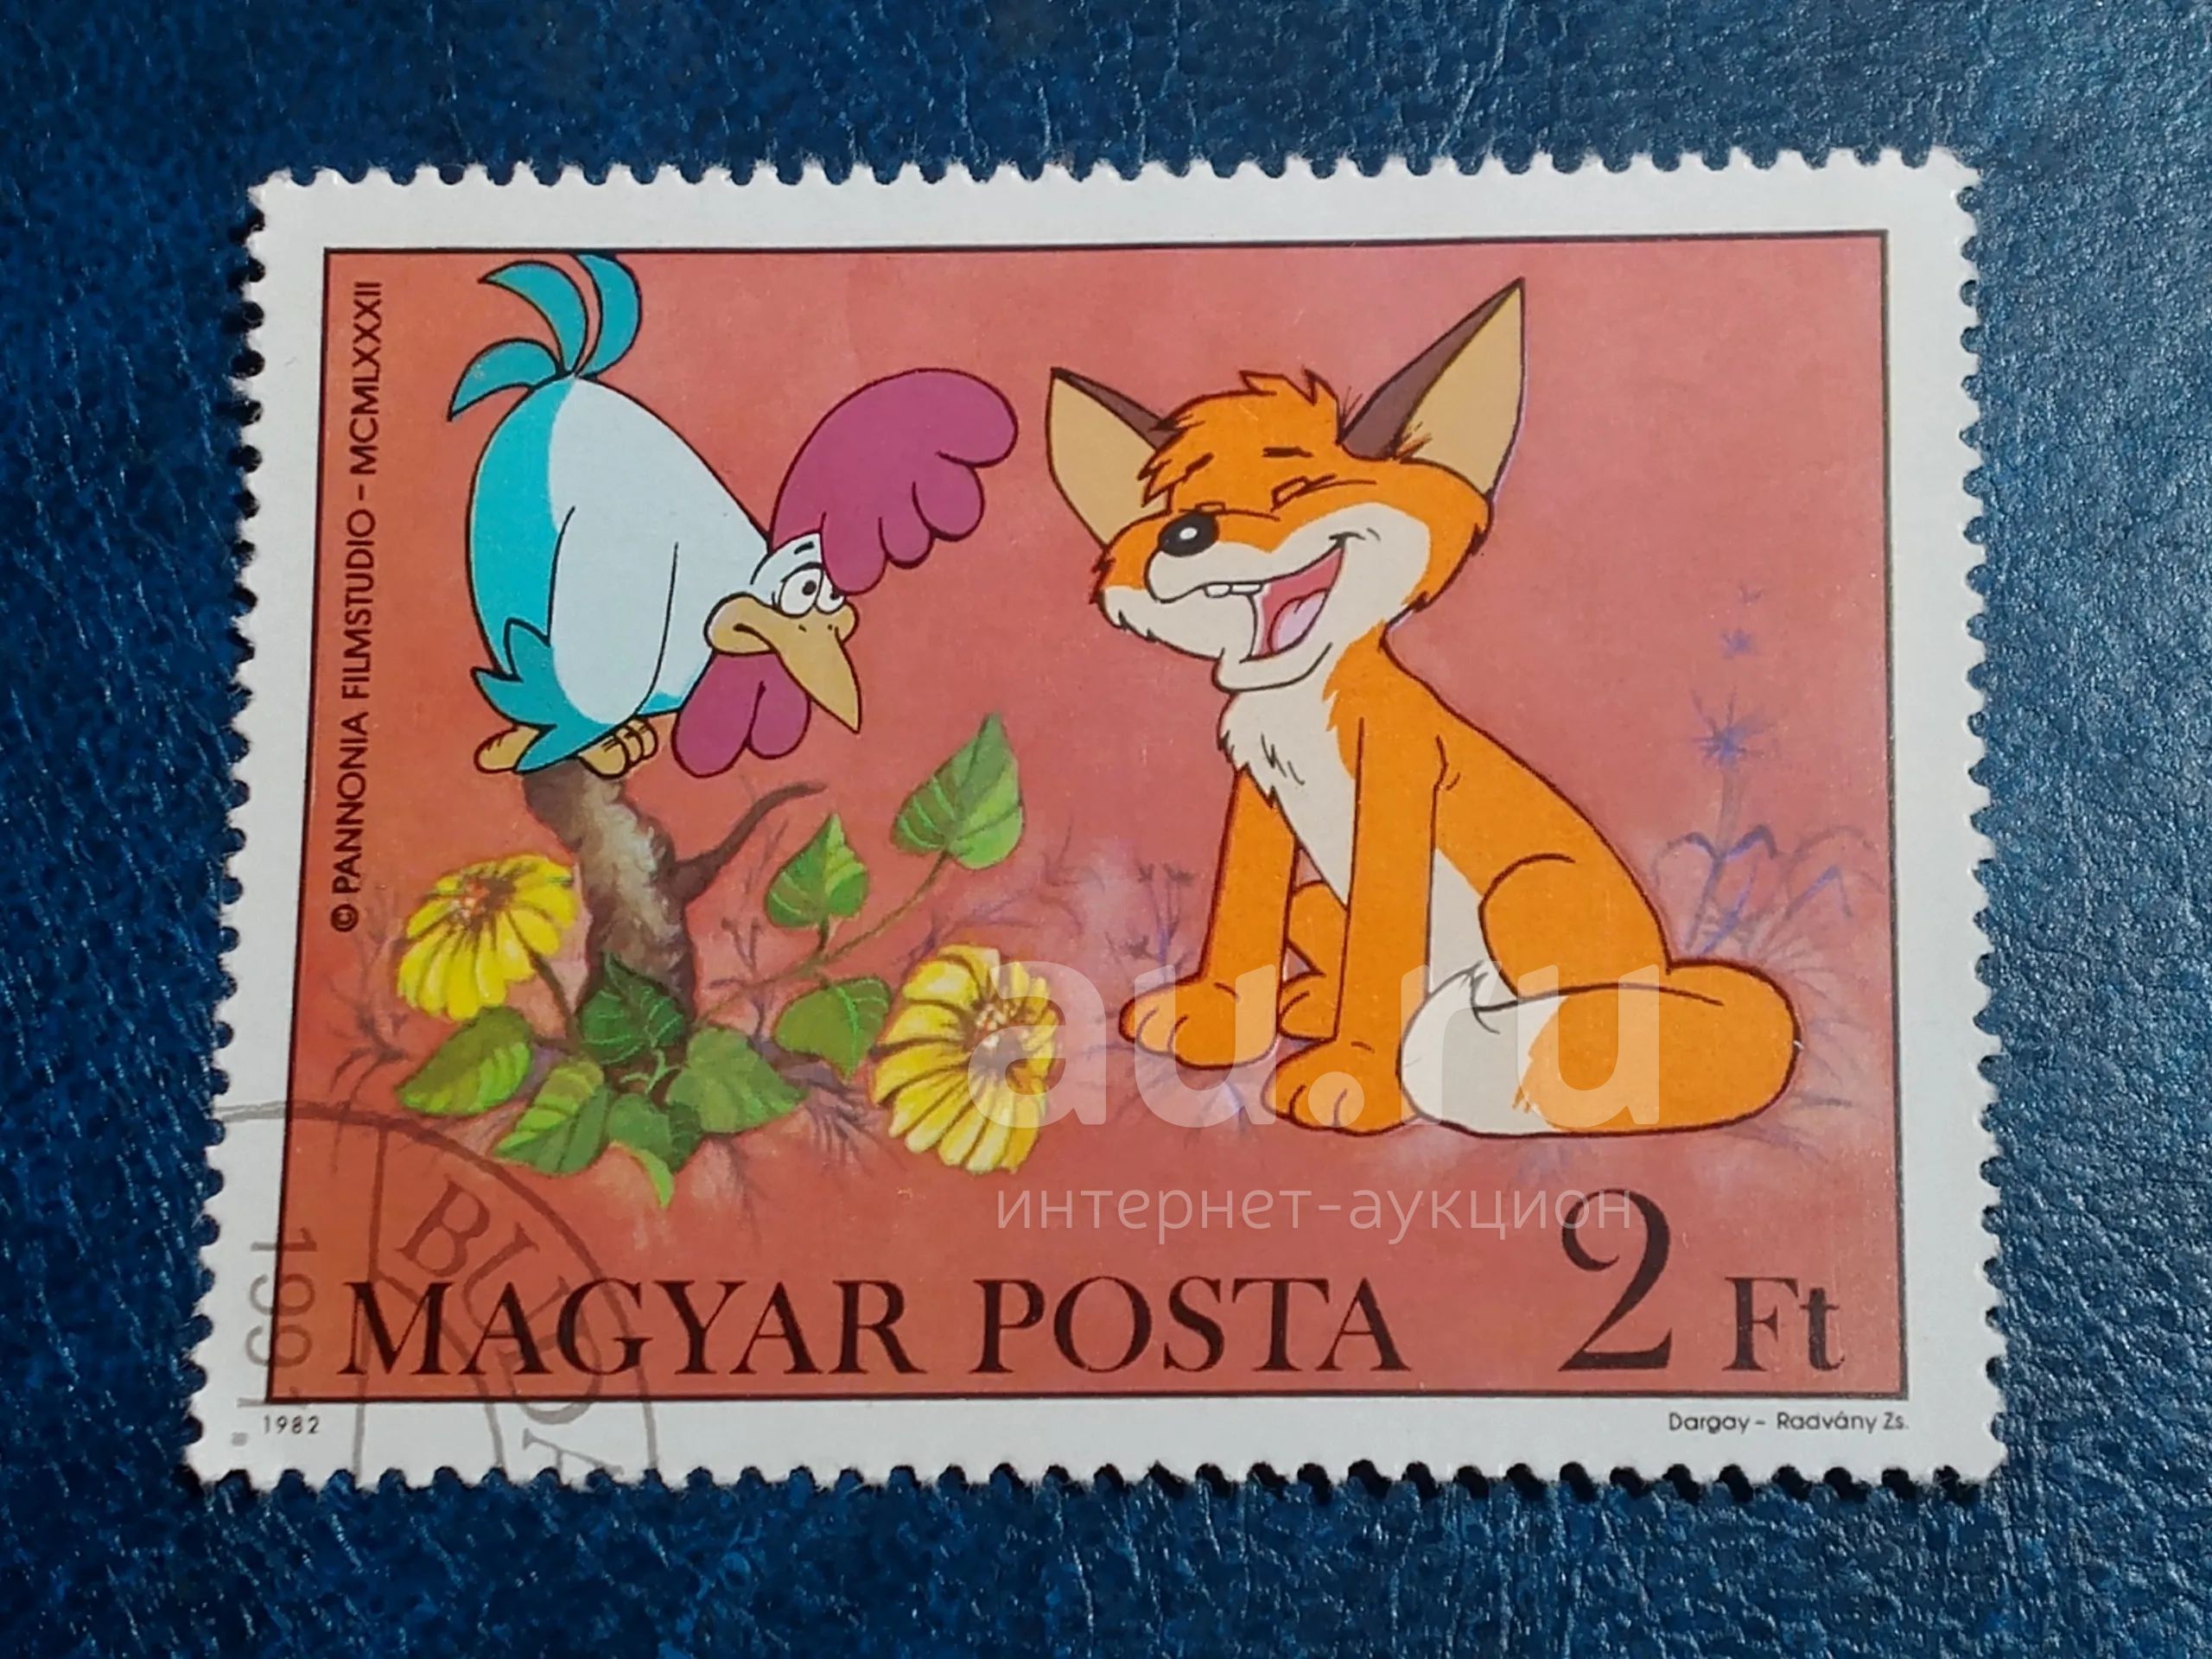 © PANNONIA FILMSTUDIO – MCMLXXXII
au.ru
интернет-аукцион
MAGYAR POSTA 2 Ft
1982
Dargay – Radvány Zs.